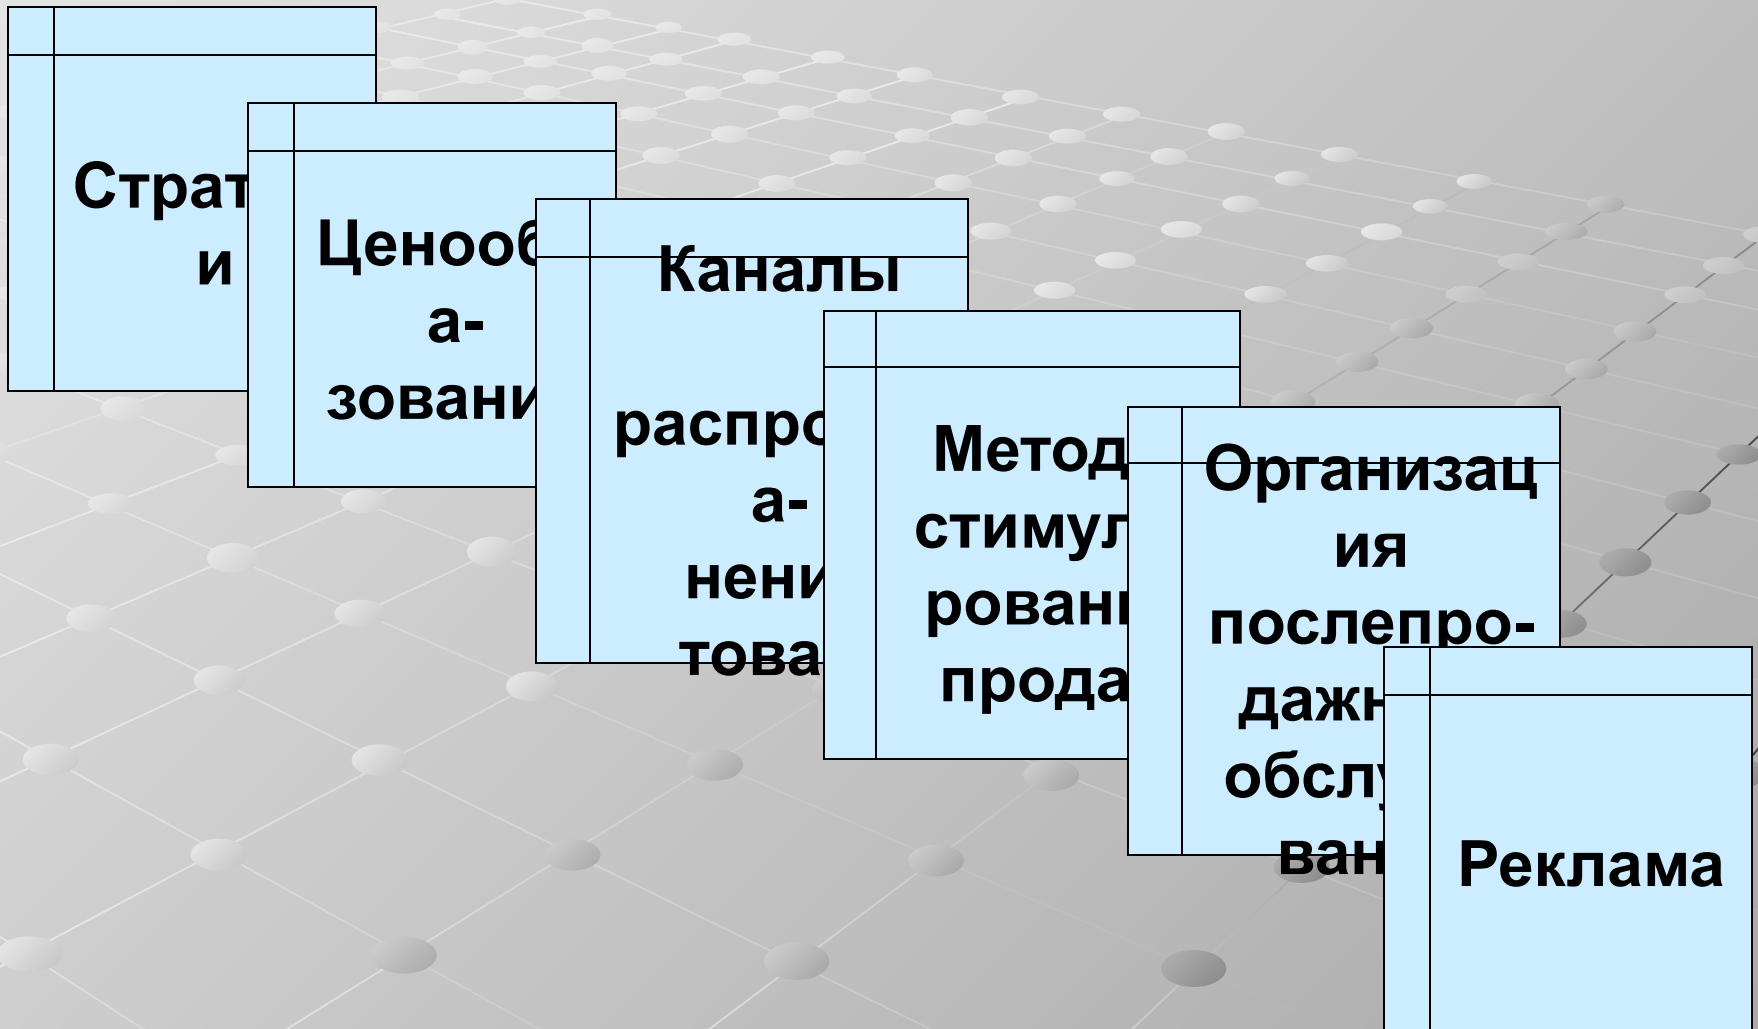 Страт
и
Ценооб
а-
зовани
Каналы
распро
а-
нени
това
Метод
стимул
рован
прода
Организац
ия
послепро-
дажн
обслу
ван
Реклама